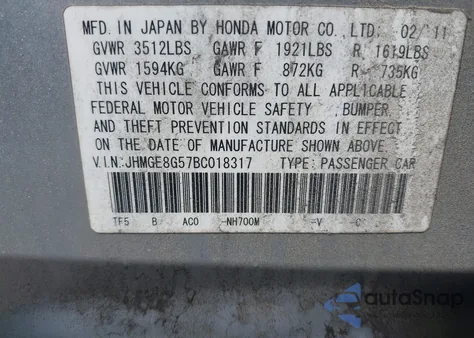 MFD. IN JAPAN BY HONDA MOTOR CO., LTD. 02/11
GVWR 3512LBS GAWR F 1921LBS R 1619LBS
GVWR 1594KG GAWR F 872KG R 735KG
THIS VEHICLE CONFORMS TO ALL APPLICABLE
FEDERAL MOTOR VEHICLE SAFETY, BUMPER,
AND THEFT PREVENTION STANDARDS IN EFFECT
ON THE DATE OF MANUFACTURE SHOWN ABOVE.
V.I.N:JHMGE8G57BC018317 TYPE: PASSENGER CAR
TF5 B AC0 -NH700M -V -C
autoSnap